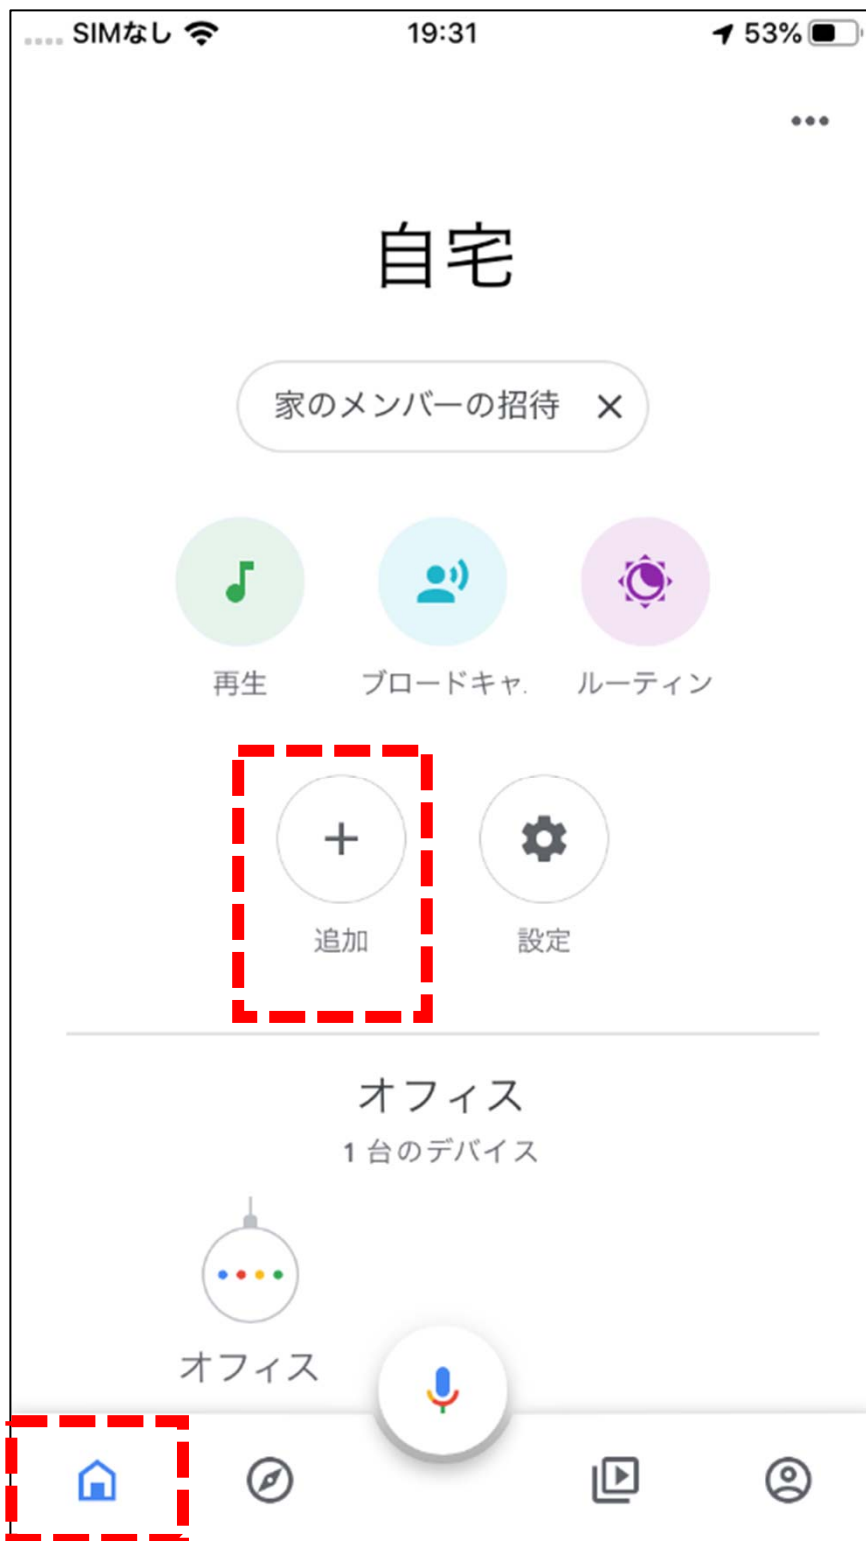 SIMなし 19:31 53%
自宅
家のメンバーの招待
再生 ブロードキャ. ルーティン
追加 設定
オフィス
1 台のデバイス
オフィス